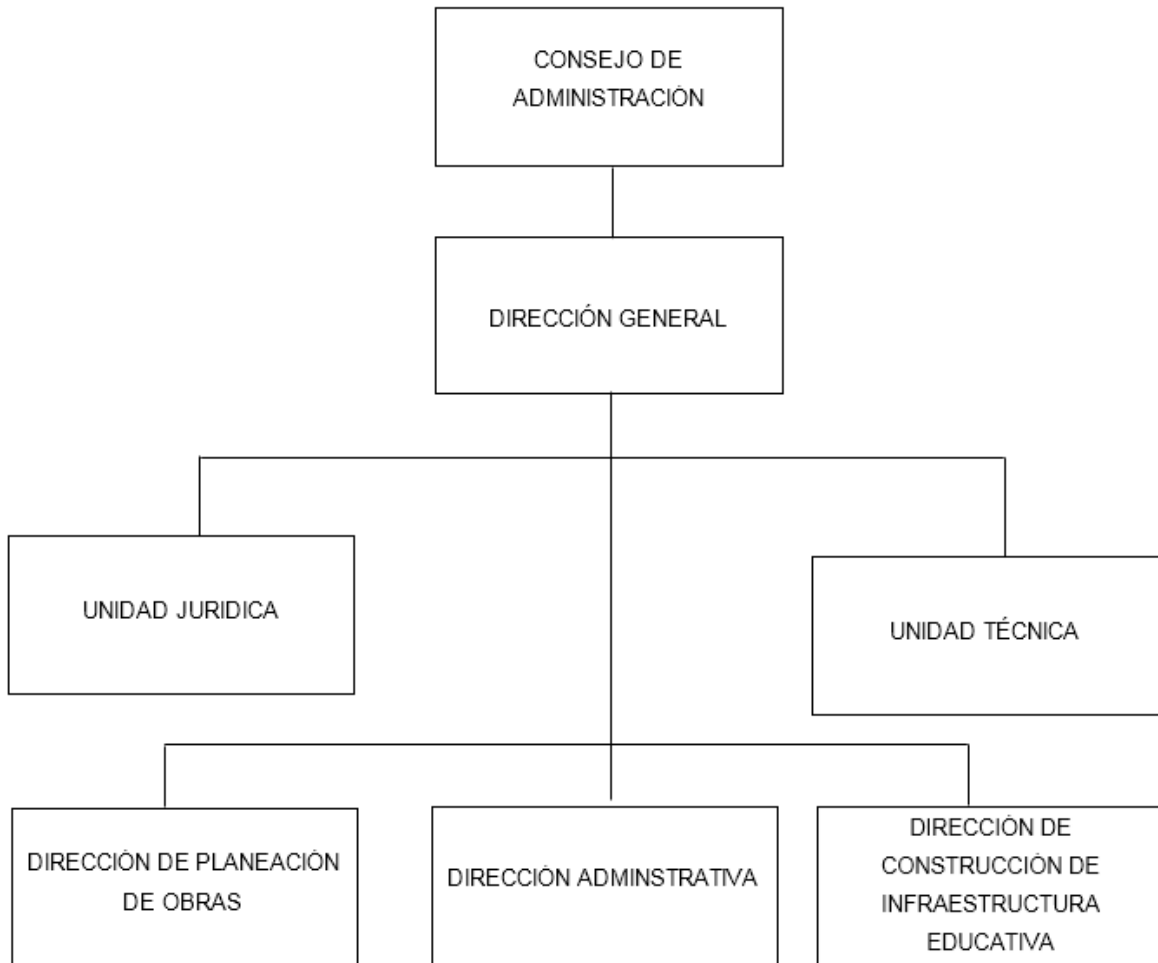 CONSEJO DE
ADMINISTRACIÓN
DIRECCIÓN GENERAL
UNIDAD JURIDICA
UNIDAD TÉCNICA
DIRECCIÓN DE PLANEACIÓN
DE OBRAS
DIRECCIÓN ADMINSTRATIVA
DIRECCIÓN DE
CONSTRUCCIÓN DE
INFRAESTRUCTURA
EDUCATIVA